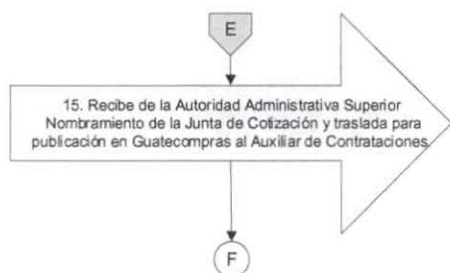 E
15. Recibe de la Autoridad Administrativa Superior
Nombramiento de la Junta de Cotización y traslada para
publicación en Guatecompras al Auxiliar de Contrataciones
F